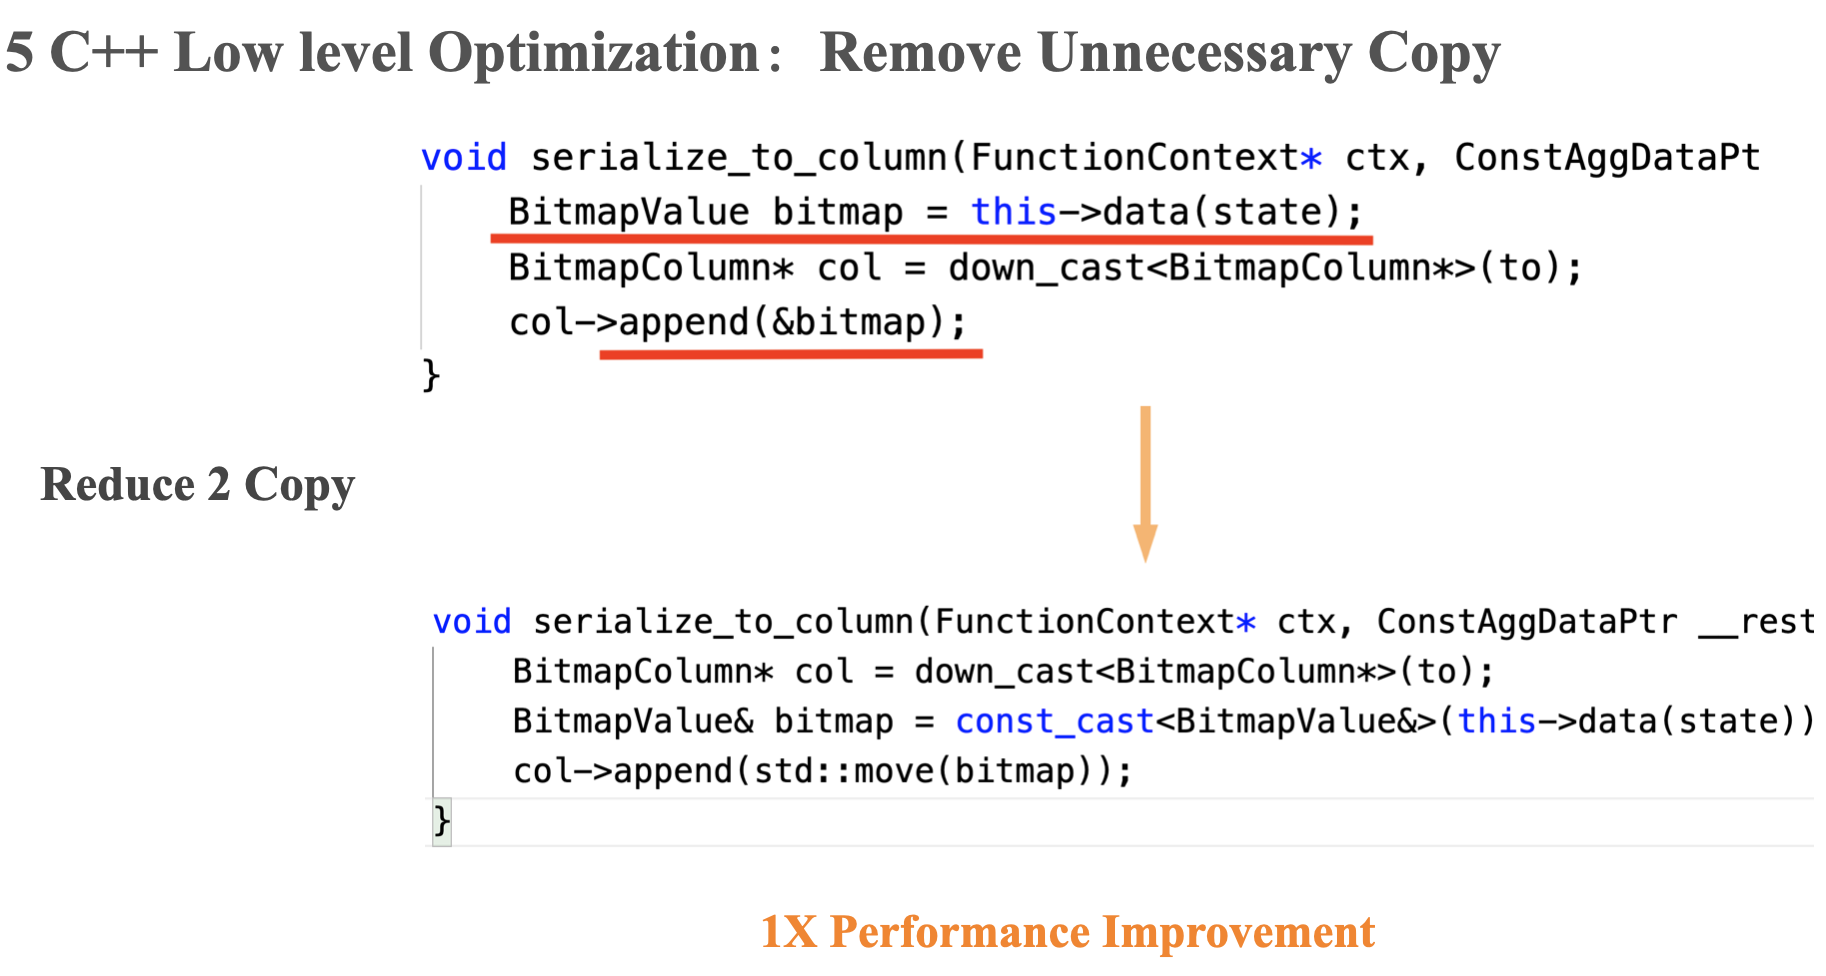 5 C++ Low level Optimization：Remove Unnecessary Copy
void serialize_to_column(FunctionContext* ctx, ConstAggDataPt
BitmapValue bitmap = this->data(state);
BitmapColumn* col = down_cast<BitmapColumn*>(to);
col->append(&bitmap);
}
Reduce 2 Copy
void serialize_to_column(FunctionContext* ctx, ConstAggDataPtr __rest
BitmapColumn* col = down_cast<BitmapColumn*>(to);
BitmapValue& bitmap = const_cast<BitmapValue&>(this->data(state))
col->append(std::move(bitmap));
}
1X Performance Improvement